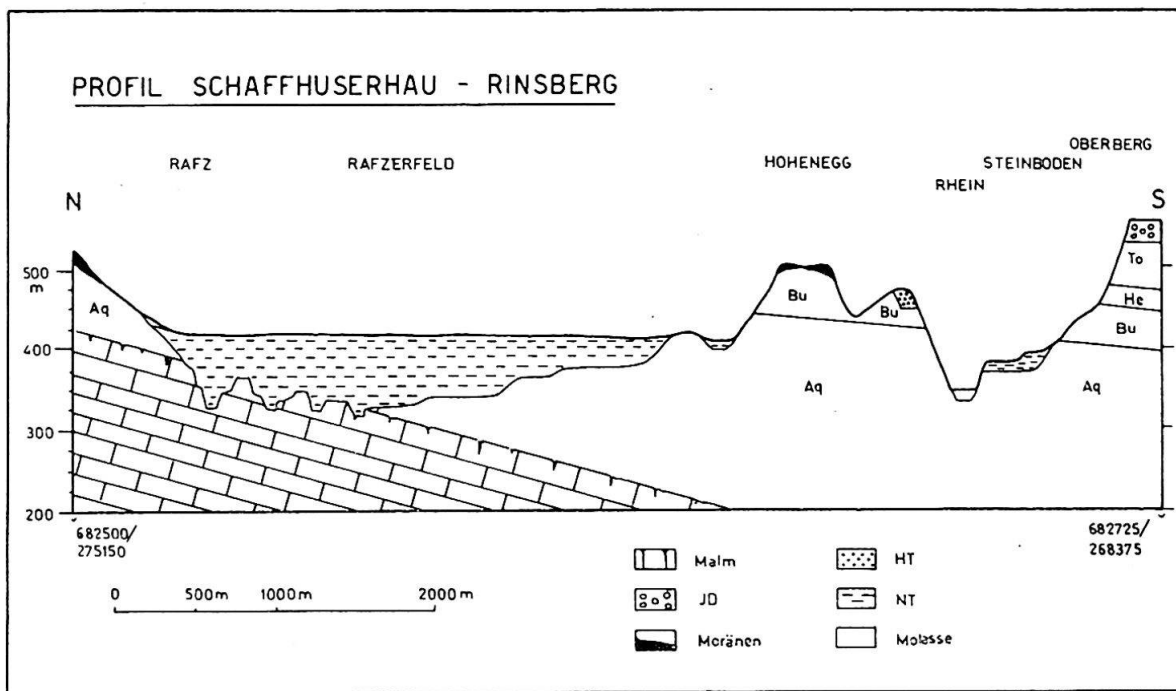 PROFIL SCHAFFHUSERHAU - RINSBERG
RAFZ RAFZERFELD HOHENEGG RHEIN STEINBODEN OBERBERG
N S
500 m
400
300
200
Aq Bu Bu Aq To He Bu Aq
682500/
275150
682725/
268375
0 500m 1000m 2000m
Malm HT
JD NT
Moränen Molasse